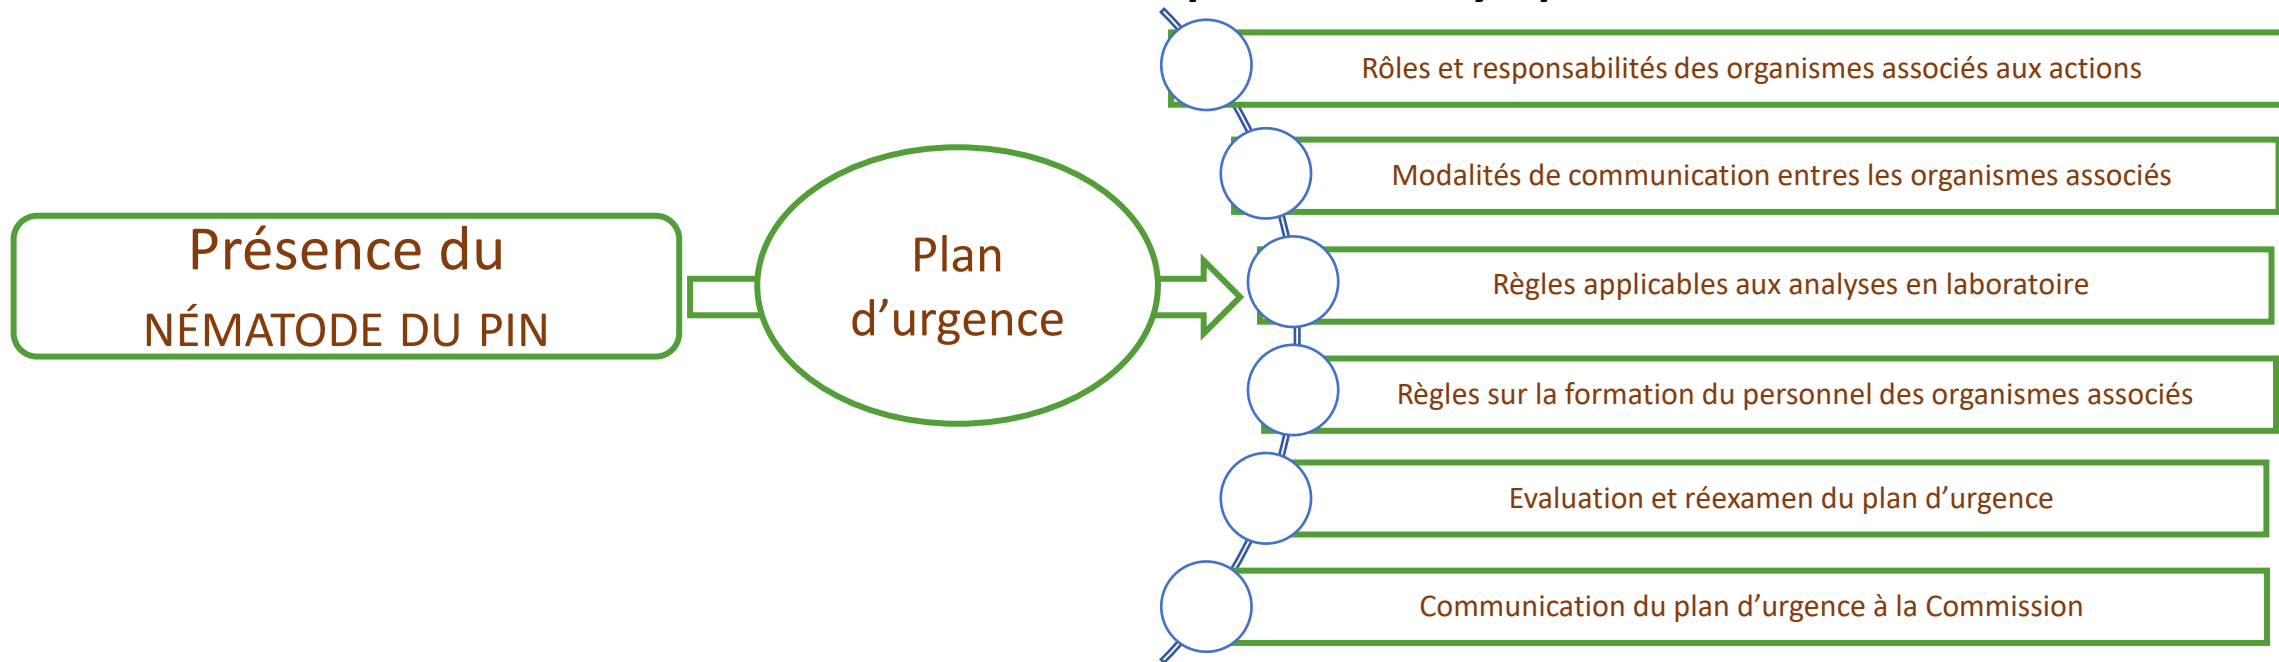 Rôles et responsabilités des organismes associés aux actions
Modalités de communication entres les organismes associés
Présence du
NÉMATODE DU PIN
Plan
d’urgence
Règles applicables aux analyses en laboratoire
Règles sur la formation du personnel des organismes associés
Evaluation et réexamen du plan d’urgence
Communication du plan d’urgence à la Commission